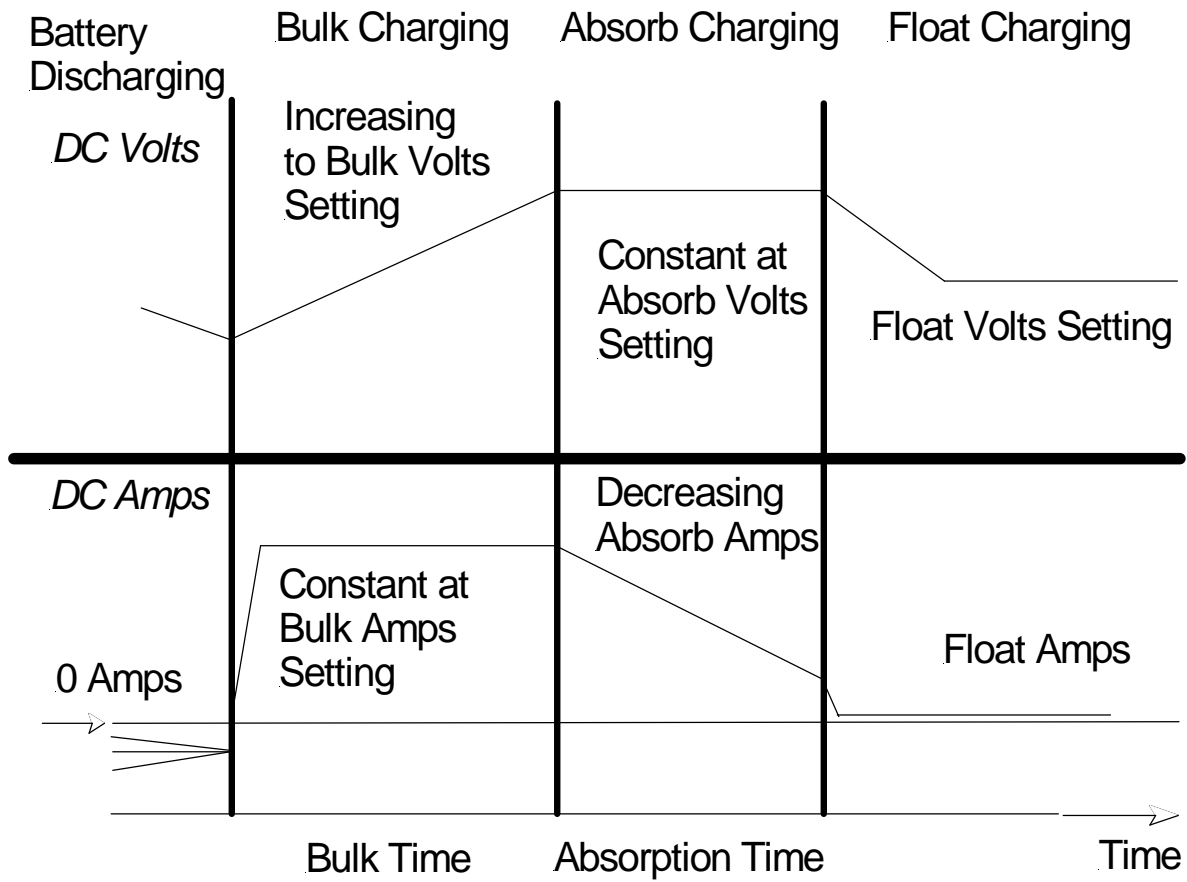 Battery
Discharging
Bulk Charging
Absorb Charging
Float Charging
DC Volts
Increasing
to Bulk Volts
Setting
Constant at
Absorb Volts
Setting
Float Volts Setting
DC Amps
Constant at
Bulk Amps
Setting
Decreasing
Absorb Amps
Float Amps
0 Amps
Bulk Time
Absorption Time
Time